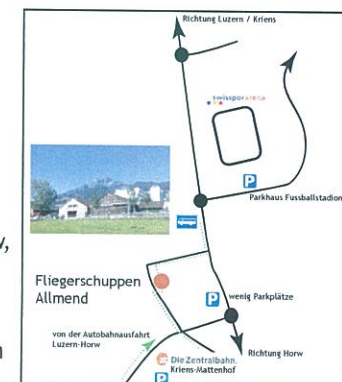 Richtung Luzern / Kriens
swissporarena
P
Parkhaus Fussballstadion
Fliegerschuppen
Allmend
P
wenig Parkplätze
von der Autobahnausfahrt
Luzern-Horw
Richtung Horw
Die Zentralbahn.
Kriens-Mattenhof
P